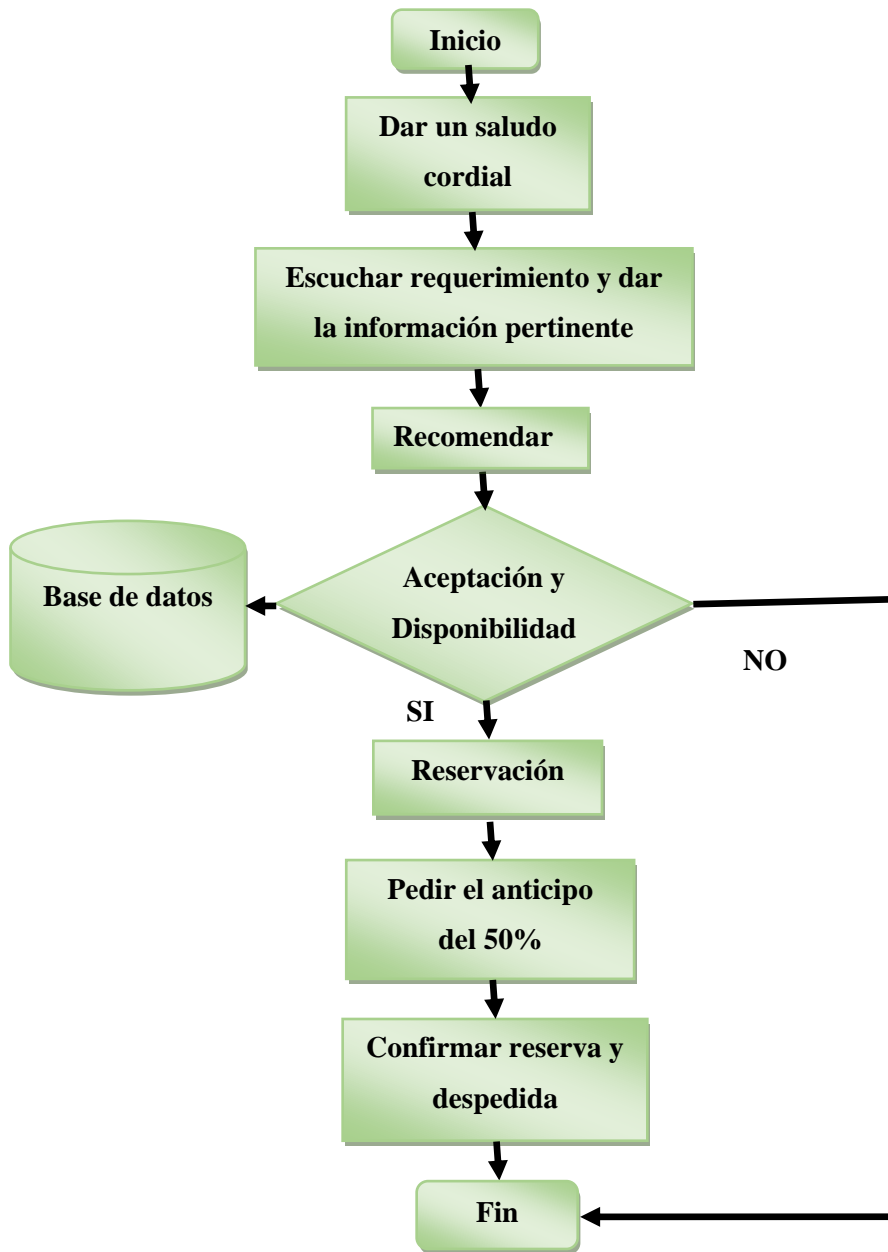 Inicio
Dar un saludo
cordial
Escuchar requerimiento y dar
la información pertinente
Recomendar
Aceptación y
Disponibilidad
Base de datos
NO
SI
Reservación
Pedir el anticipo
del 50%
Confirmar reserva y
despedida
Fin